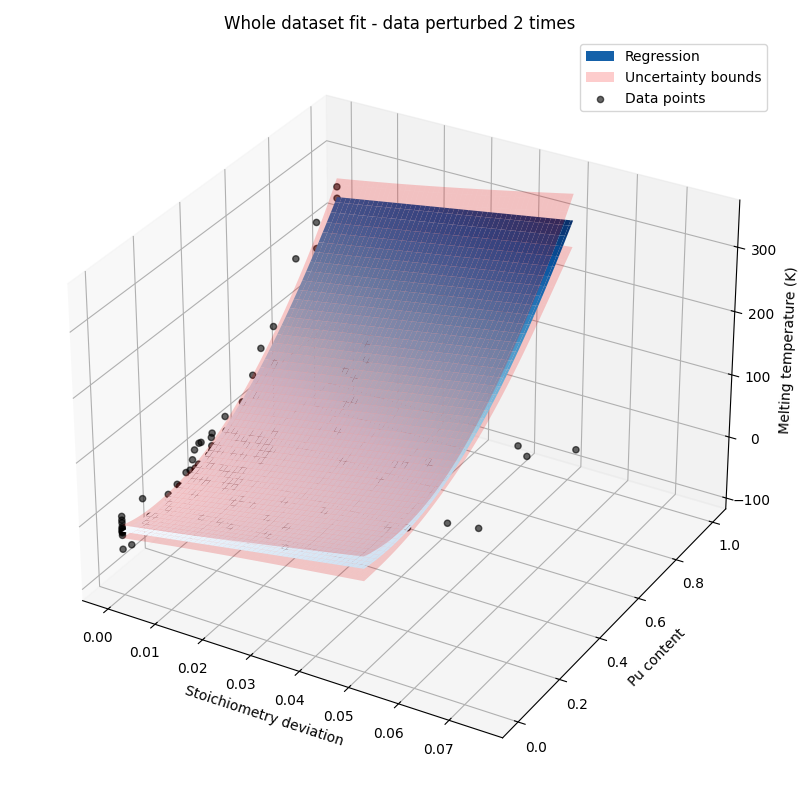 Whole dataset fit - data perturbed 2 times
Regression
Uncertainty bounds
Data points
300
200
100
0
−100
Melting temperature (K)
1.0
0.8
0.6
0.4
0.2
0.0
Pu content
0.00
0.01
0.02
0.03
0.04
0.05
0.06
0.07
Stoichiometry deviation